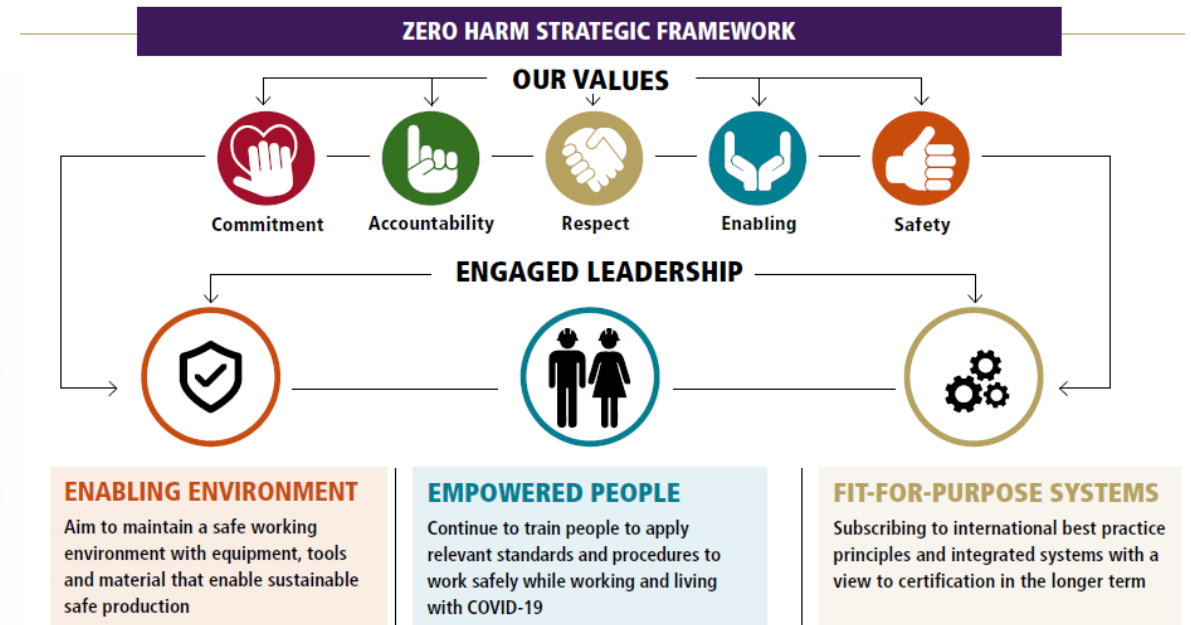 ZERO HARM STRATEGIC FRAMEWORK
OUR VALUES
Commitment
Accountability
Respect
Enabling
Safety
ENGAGED LEADERSHIP
ENABLING ENVIRONMENT
Aim to maintain a safe working
environment with equipment, tools
and material that enable sustainable
safe production
EMPOWERED PEOPLE
Continue to train people to apply
relevant standards and procedures to
work safely while working and living
with COVID-19
FIT-FOR-PURPOSE SYSTEMS
Subscribing to international best practice
principles and integrated systems with a
view to certification in the longer term